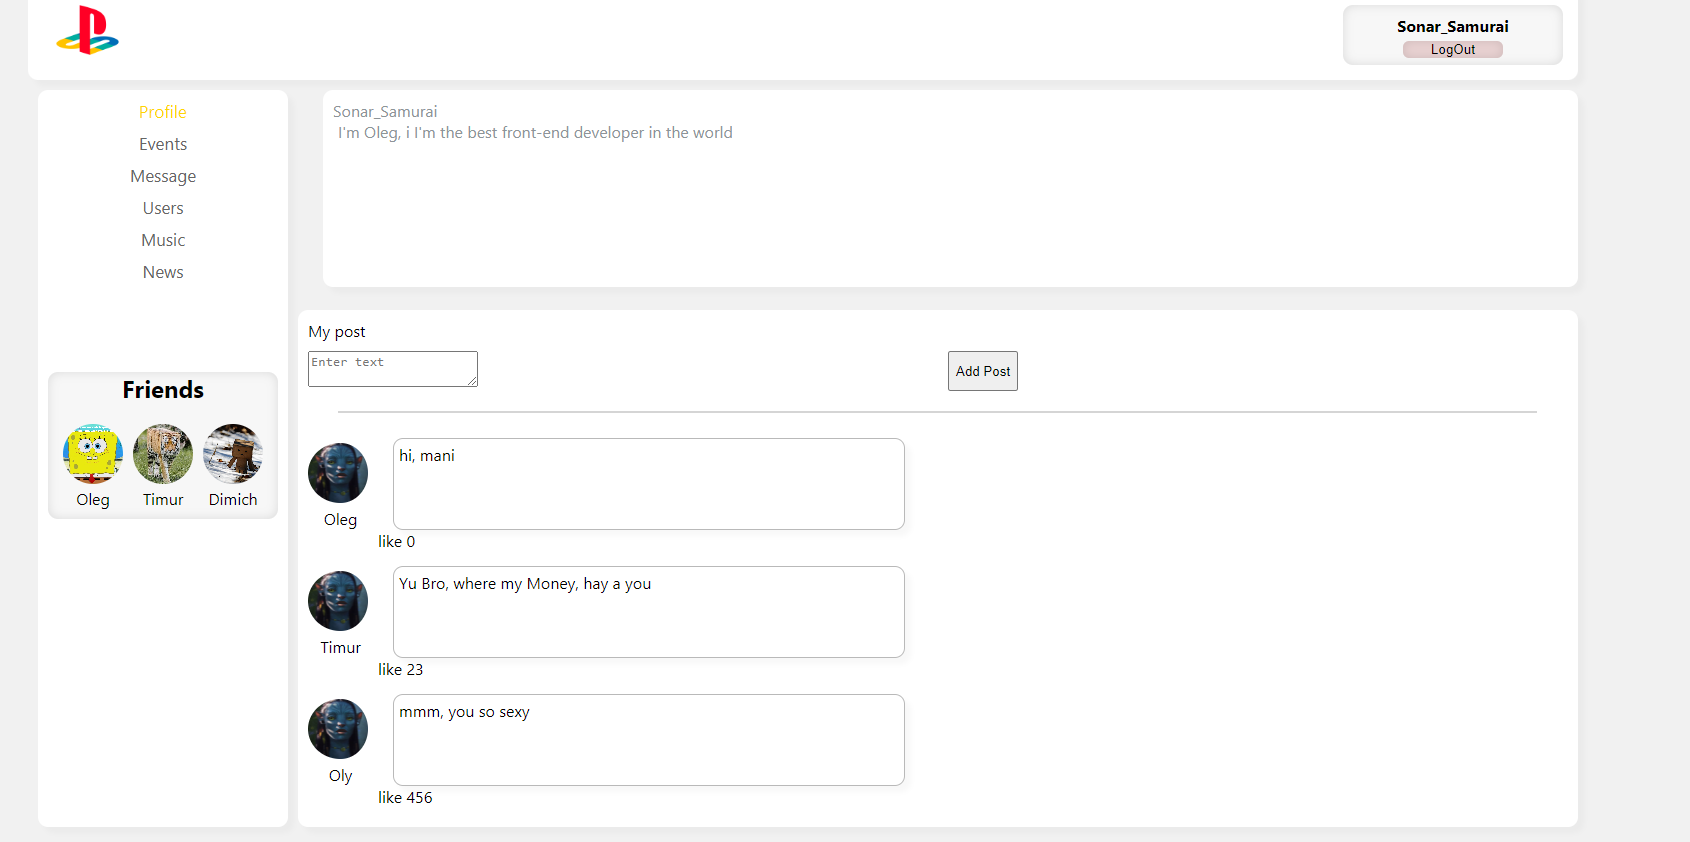 Sonar_Samurai
LogOut
Profile
Events
Message
Users
Music
News
Friends
Oleg
Timur
Dimich
Sonar_Samurai
I'm Oleg, i I'm the best front-end developer in the world
My post
Enter text
Add Post
hi, mani
Oleg
like 0
Yu Bro, where my Money, hay a you
Timur
like 23
mmm, you so sexy
Oly
like 456